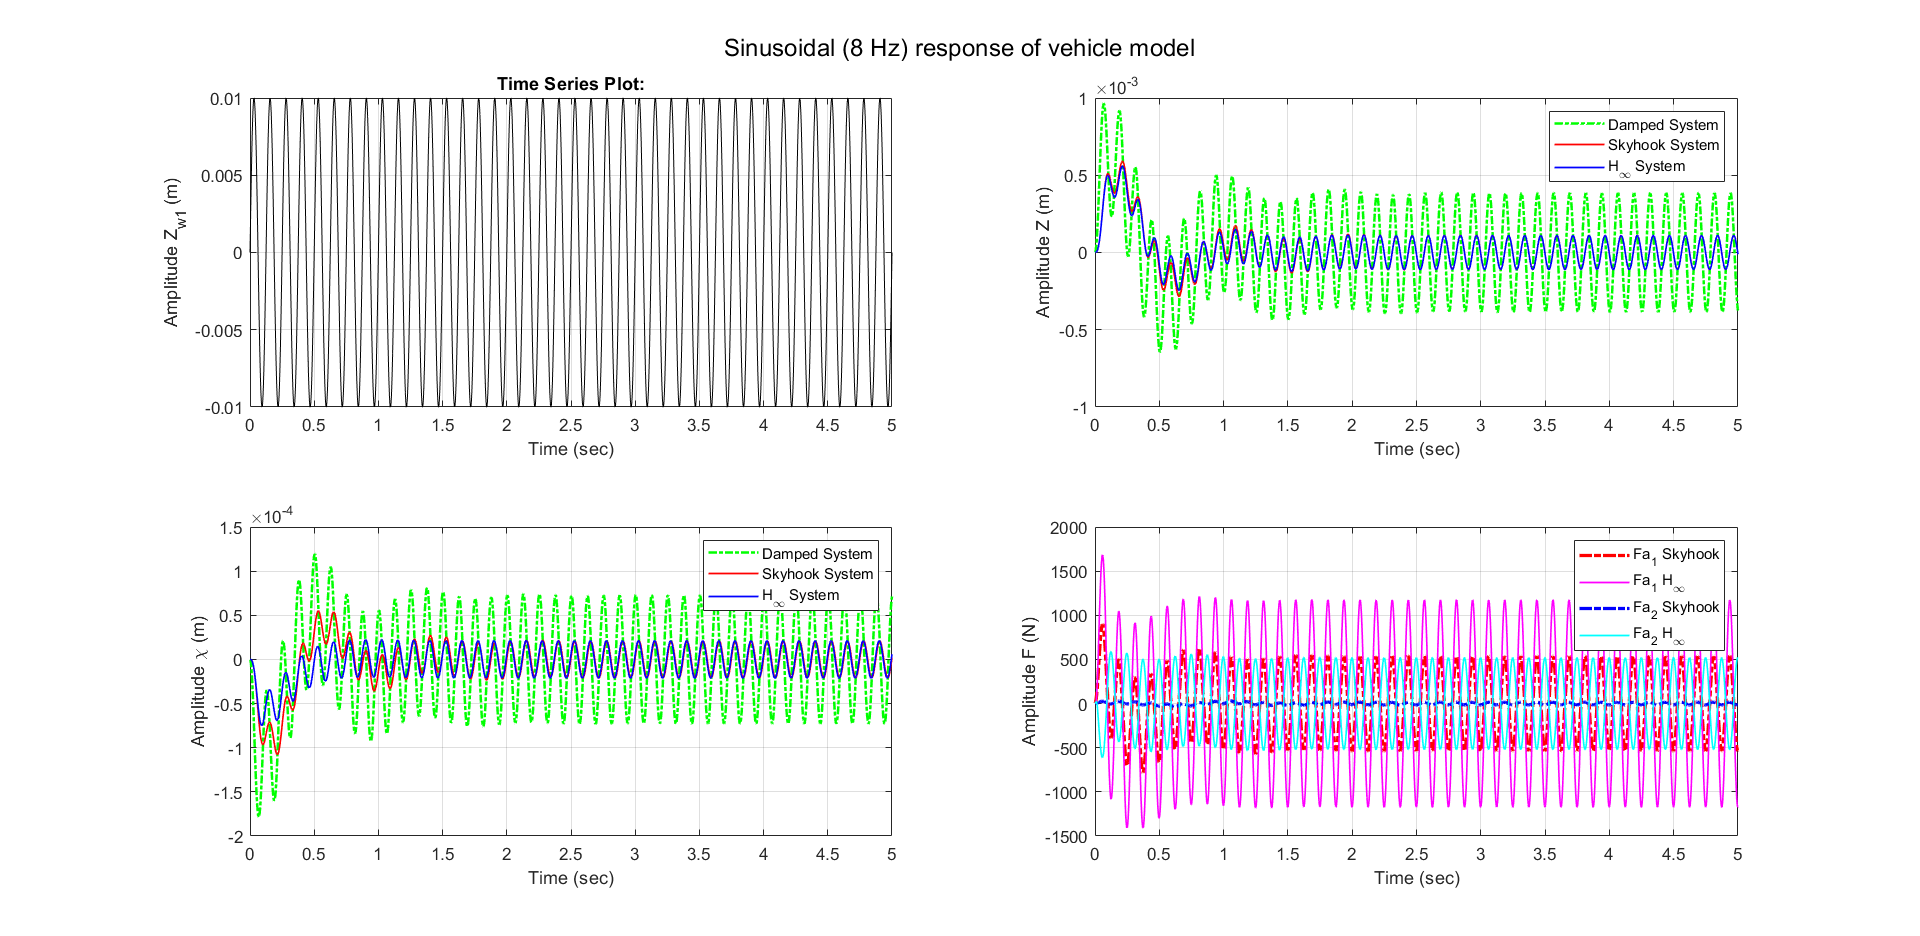 Sinusoidal (8 Hz) response of vehicle model
Time Series Plot:
0.01
0.005
0
-0.005
-0.01
0 0.5 1 1.5 2 2.5 3 3.5 4 4.5 5
Time (sec)
Amplitude Z_w1 (m)
×10^-3
1
0.5
0
-0.5
-1
0 0.5 1 1.5 2 2.5 3 3.5 4 4.5 5
Time (sec)
Amplitude Z (m)
Damped System
Skyhook System
H_∞ System
×10^-4
1.5
1
0.5
0
-0.5
-1
-1.5
-2
0 0.5 1 1.5 2 2.5 3 3.5 4 4.5 5
Time (sec)
Amplitude χ (m)
Damped System
Skyhook System
H_∞ System
2000
1500
1000
500
0
-500
-1000
-1500
0 0.5 1 1.5 2 2.5 3 3.5 4 4.5 5
Time (sec)
Amplitude F (N)
Fa_1 Skyhook
Fa_1 H_∞
Fa_2 Skyhook
Fa_2 H_∞